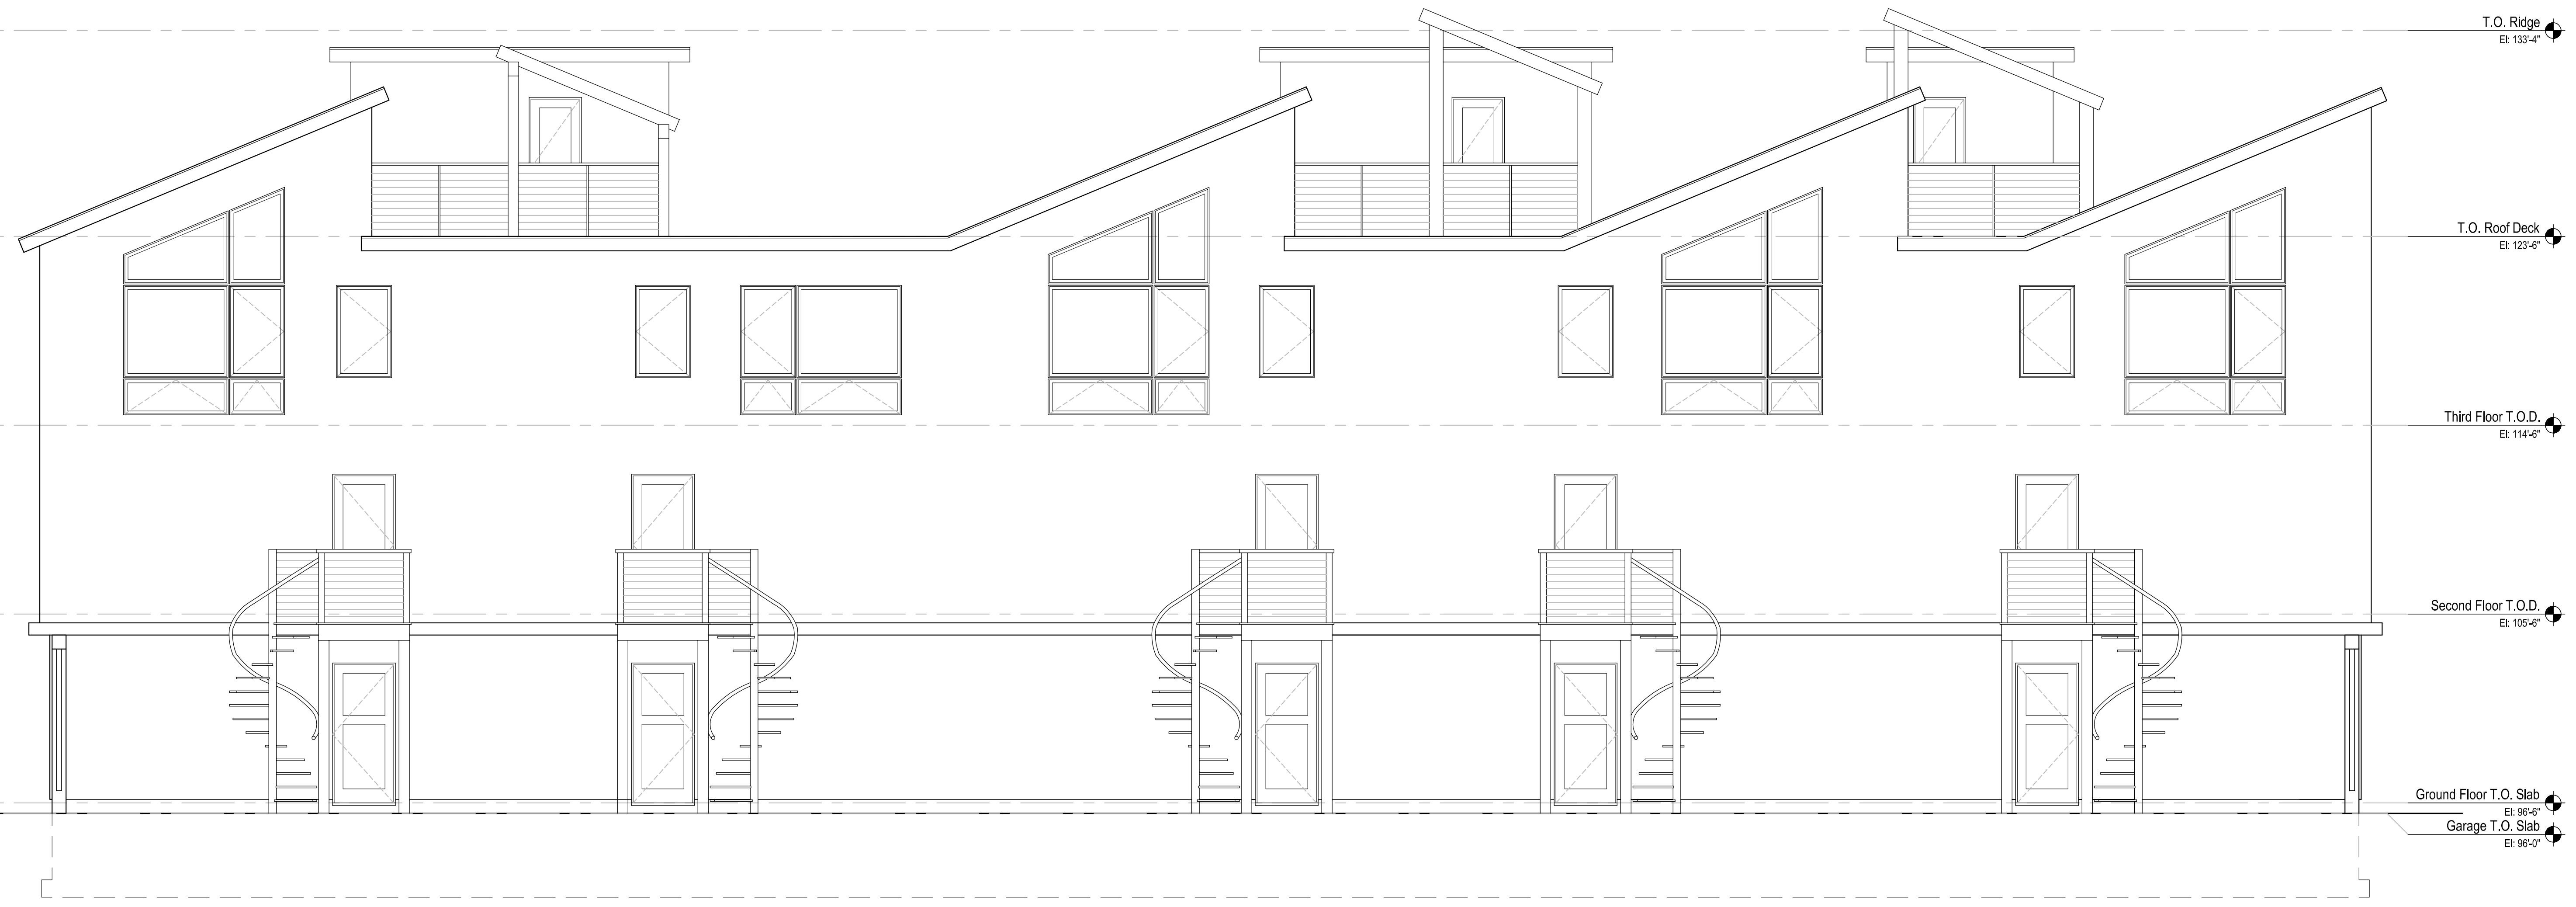 T.O. Ridge
El: 133'-4"
T.O. Roof Deck
El: 123'-6"
Third Floor T.O.D.
El: 114'-6"
Second Floor T.O.D.
El: 105'-6"
Ground Floor T.O. Slab
El: 96'-6"
Garage T.O. Slab
El: 96'-0"